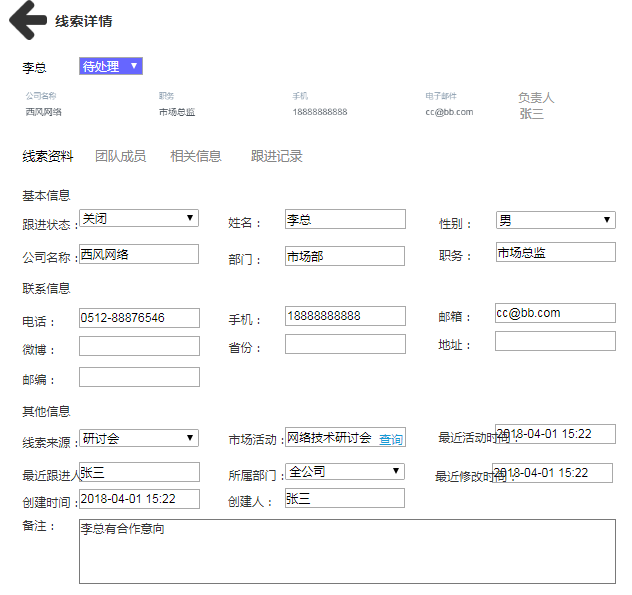 线索详情
李总 待处理
公司名称 职务 手机 电子邮件 负责人
西风网络 市场总监 18888888888 cc@bb.com 张三
线索资料 团队成员 相关信息 跟进记录
基本信息
跟进状态： 关闭 姓名： 李总 性别： 男
公司名称： 西风网络 部门： 市场部 职务： 市场总监
联系信息
电话： 0512-88876546 手机： 18888888888 邮箱： cc@bb.com
微博： 省份： 地址：
邮编：
其他信息
线索来源： 研讨会 市场活动： 网络技术研讨会 查询 最近活动时间： 2018-04-01 15:22
最近跟进人 张三 所属部门： 全公司 最近修改时间： 2018-04-01 15:22
创建时间： 2018-04-01 15:22 创建人： 张三
备注： 李总有合作意向